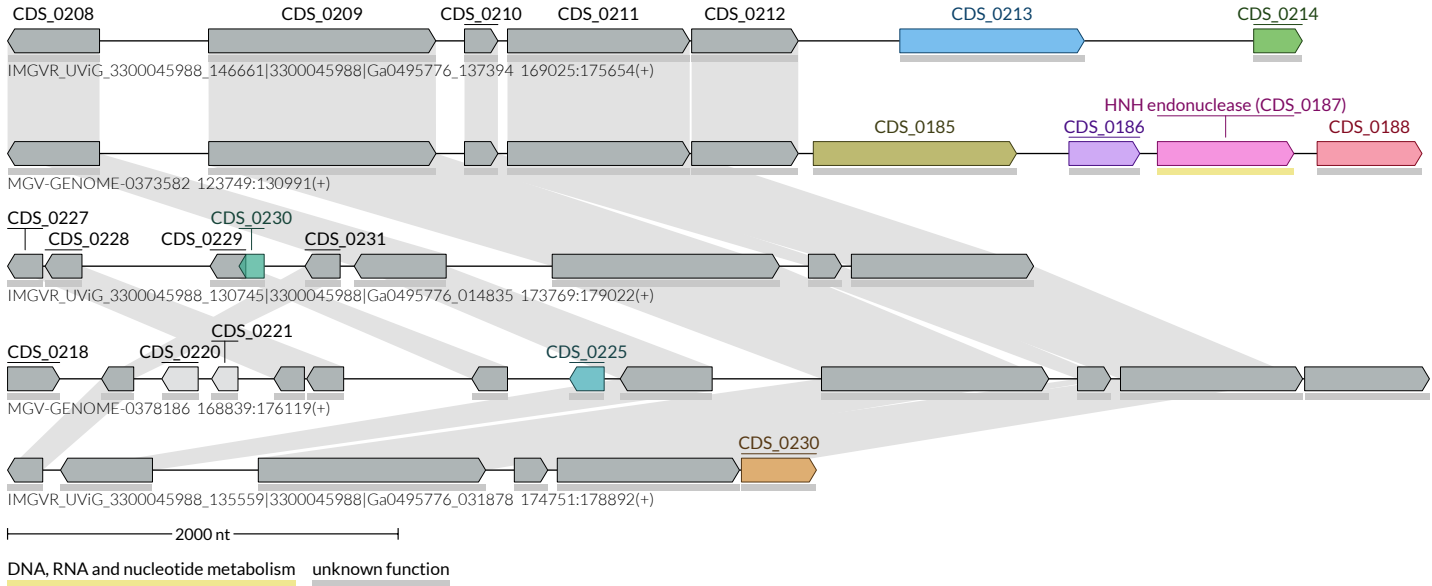 CDS_0208 CDS_0209 CDS_0210 CDS_0211 CDS_0212 CDS_0213 CDS_0214
IMGVR_UViG_3300045988_146661|3300045988|Ga0495776_137394 169025:175654(+)
HNH endonuclease (CDS_0187)
CDS_0185 CDS_0186 CDS_0188
MGV-GENOME-0373582 123749:130991(+)
CDS_0227 CDS_0230
CDS_0228 CDS_0229 CDS_0231
IMGVR_UViG_3300045988_130745|3300045988|Ga0495776_014835 173769:179022(+)
CDS_0221
CDS_0218 CDS_0220 CDS_0225
MGV-GENOME-0378186 168839:176119(+)
CDS_0230
IMGVR_UViG_3300045988_135559|3300045988|Ga0495776_031878 174751:178892(+)
2000 nt
DNA, RNA and nucleotide metabolism unknown function